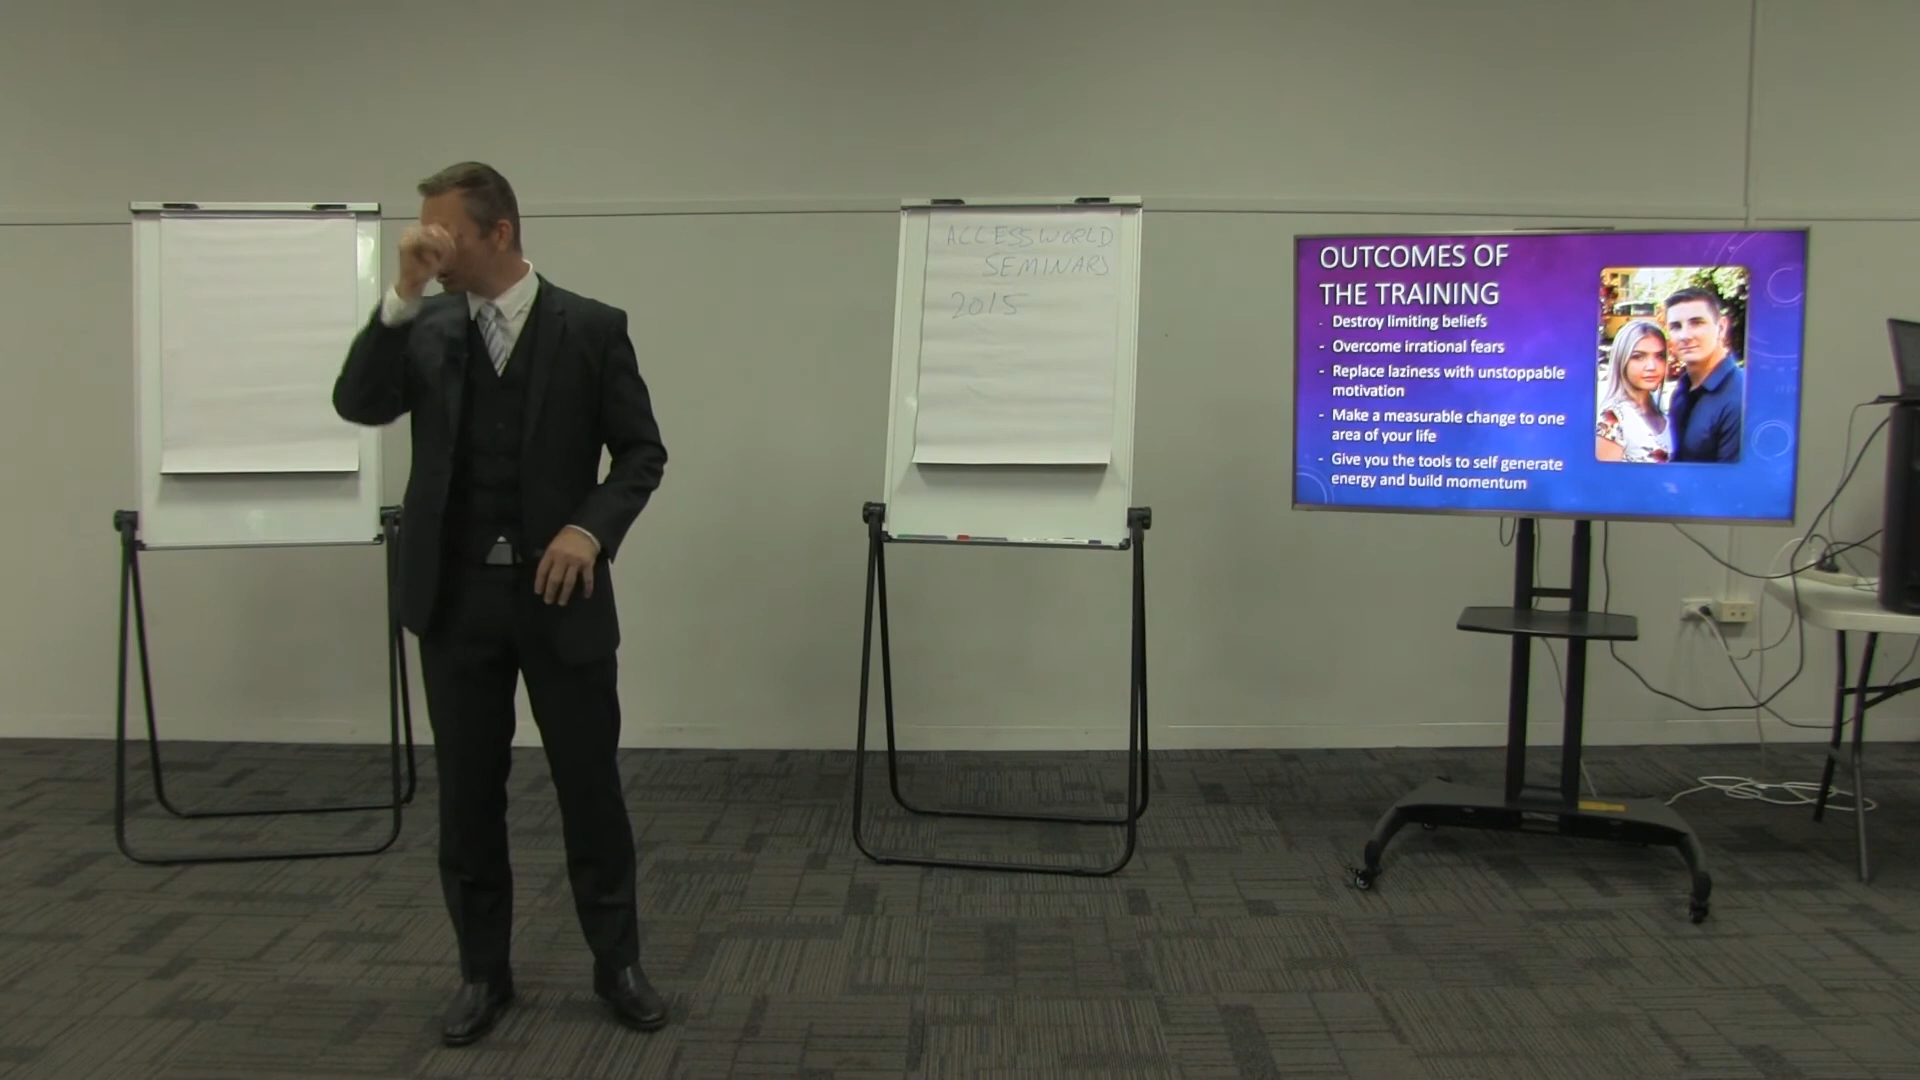 ACCESSWORLD
SEMINARS
2015
OUTCOMES OF
THE TRAINING
- Destroy limiting beliefs
- Overcome irrational fears
- Replace laziness with unstoppable
motivation
- Make a measurable change to one
area of your life
- Give you the tools to self generate
energy and build momentum